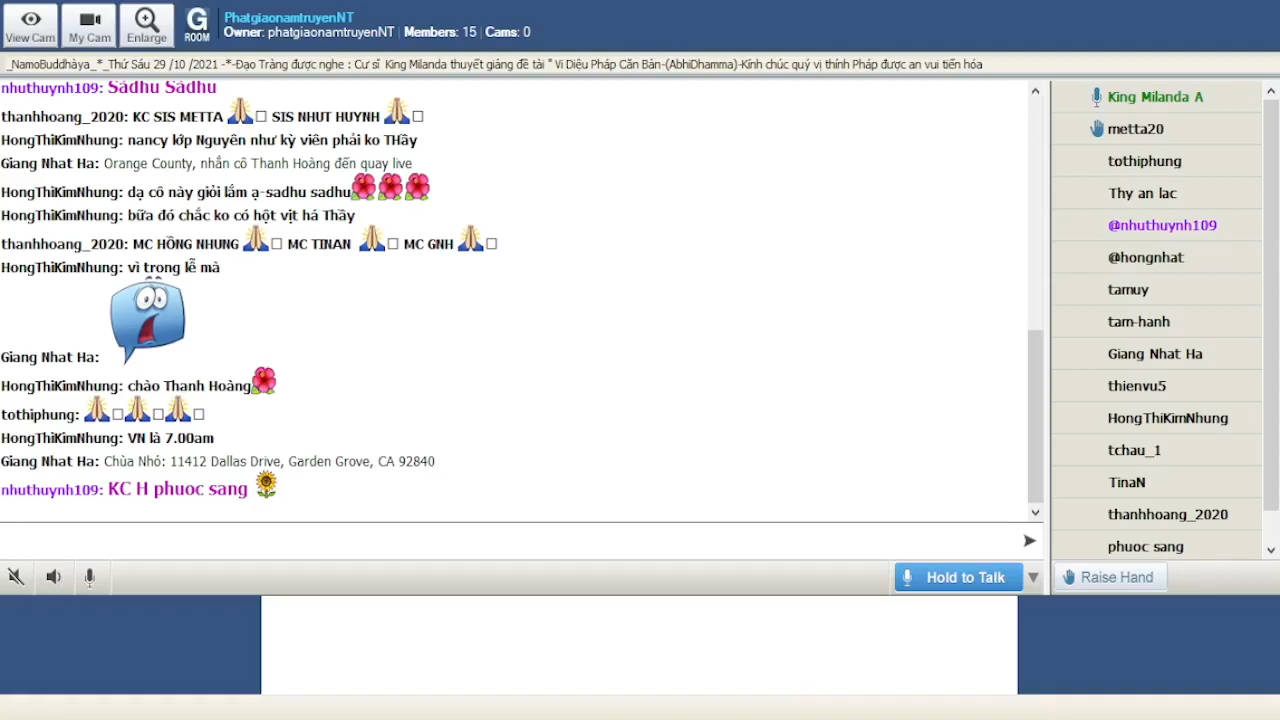 View Cam
My Cam
Enlarge
G ROOM
PhatgiaonamtruyenNT
Owner: phatgiaonamtruyenNT | Members: 15 | Cams: 0
_NamoBuddhàya_*_Thứ Sáu 29 /10 /2021 -*-Đạo Tràng được nghe : Cư sĩ King Milanda thuyết giảng đề tài " Vi Diệu Pháp Căn Bản-(AbhiDhamma)-Kính chúc quý vị thính Pháp được an vui tiến hóa
nhuthuynh109: Sádhu Sádhu
thanhhoang_2020: KC SIS METTA 🙏 SIS NHUT HUYNH 🙏
HongThiKimNhung: nancy lớp Nguyên như kỳ viên phải ko THầy
Giang Nhat Ha: Orange County, nhắn cô Thanh Hoàng đến quay live
HongThiKimNhung: dạ cô này giỏi lắm ạ-sadhu sadhu🌺🌺🌺
HongThiKimNhung: bữa đó chắc ko có hột vịt há Thầy
thanhhoang_2020: MC HỒNG NHUNG 🙏 MC TINAN 🙏 MC GNH 🙏
HongThiKimNhung: vì trong lễ mà
Giang Nhat Ha:
HongThiKimNhung: chào Thanh Hoàng🌺
tothiphung: 🙏🙏🙏
HongThiKimNhung: VN là 7.00am
Giang Nhat Ha: Chùa Nhỏ: 11412 Dallas Drive, Garden Grove, CA 92840
nhuthuynh109: KC H phuoc sang 🌻
King Milanda A
metta20
tothiphung
Thy an lac
@nhuthuynh109
@hongnhat
tamuy
tam-hanh
Giang Nhat Ha
thienvu5
HongThiKimNhung
tchau_1
TinaN
thanhhoang_2020
phuoc sang
Hold to Talk
Raise Hand